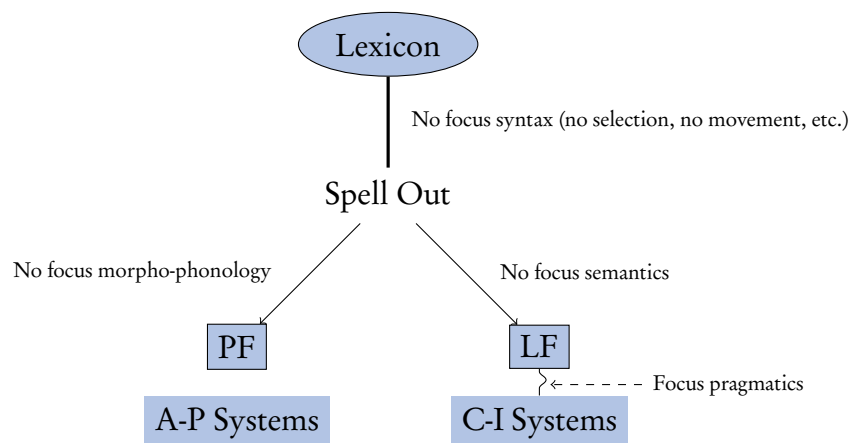 Lexicon
No focus syntax (no selection, no movement, etc.)
Spell Out
No focus morpho-phonology
No focus semantics
PF
LF
Focus pragmatics
A-P Systems
C-I Systems